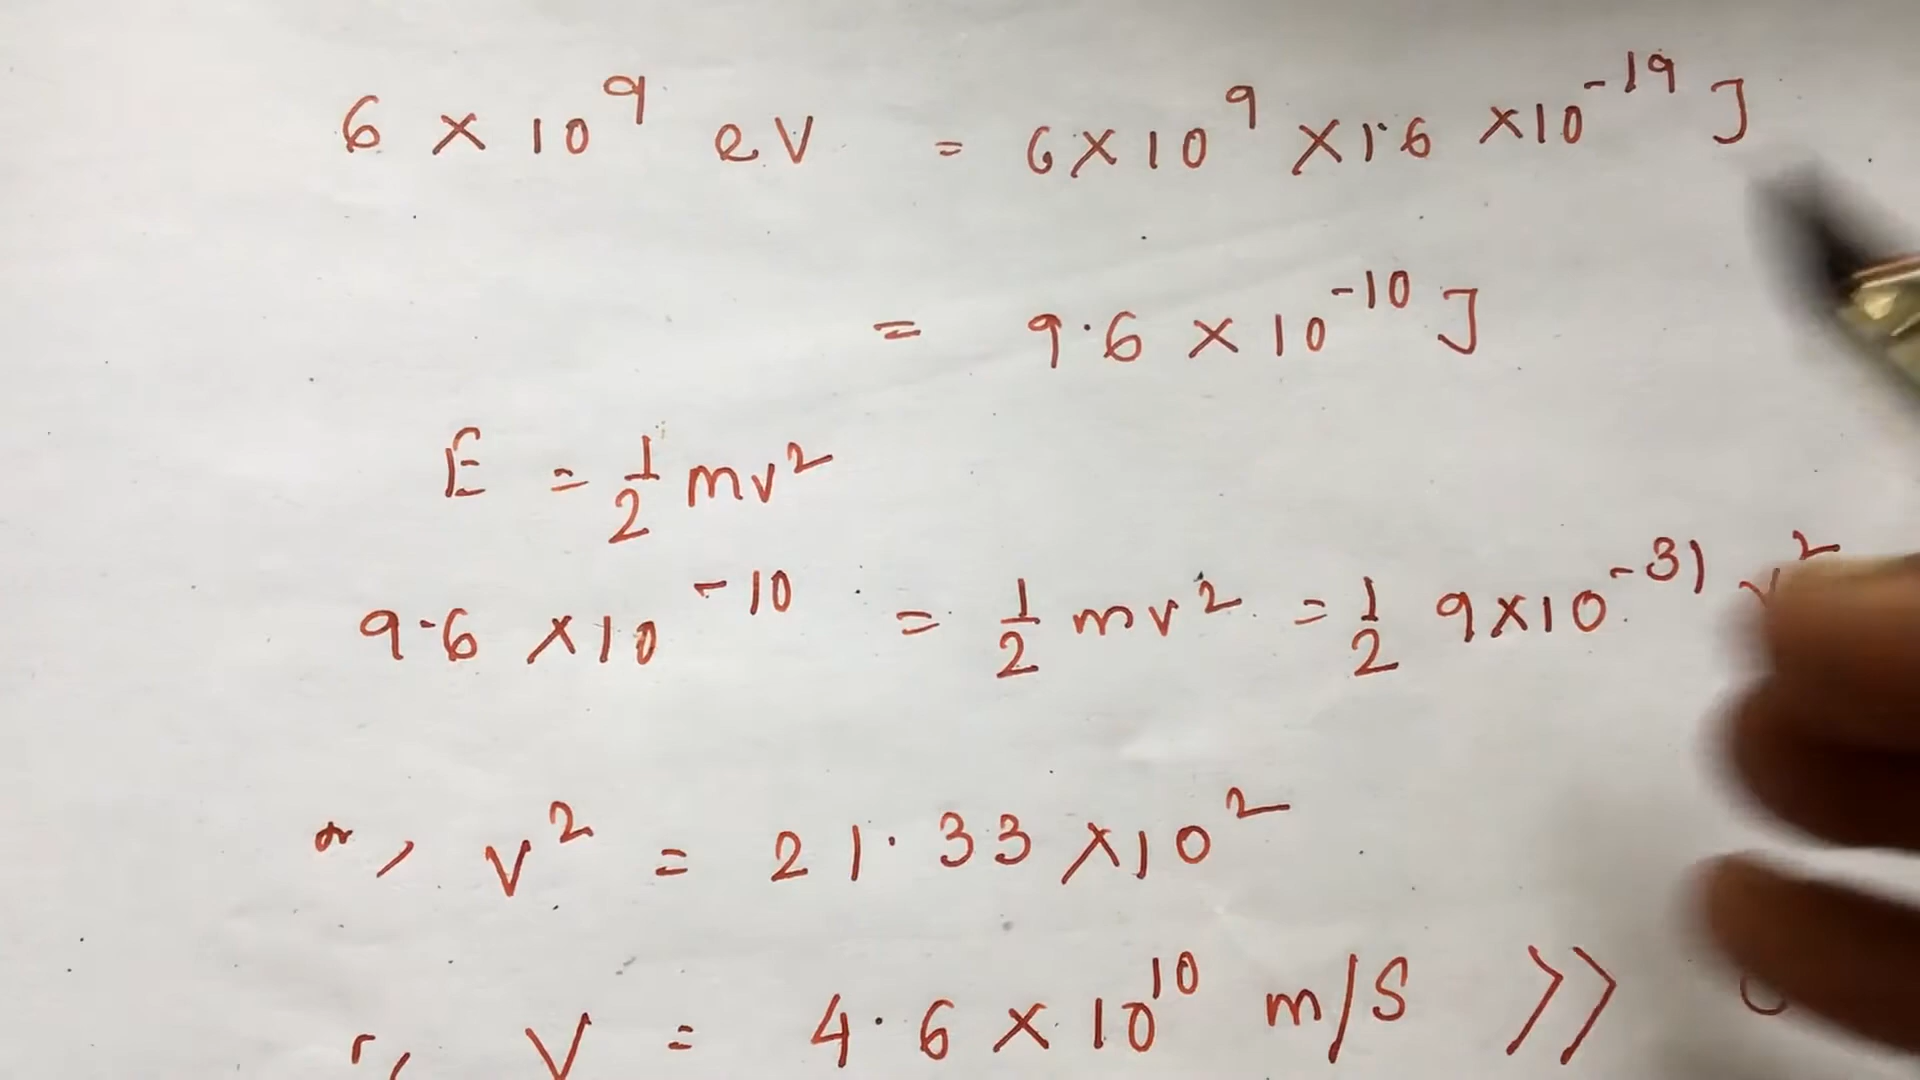 6 × 10⁹ eV = 6 × 10⁹ × 1.6 × 10⁻¹⁹ J
= 9.6 × 10⁻¹⁰ J
E = 1/2 mv²
9.6 × 10⁻¹⁰ = 1/2 mv² = 1/2 9 × 10⁻³¹ v²
or, v² = 21.33 × 10²
r, V = 4.6 × 10¹⁰ m/s >>